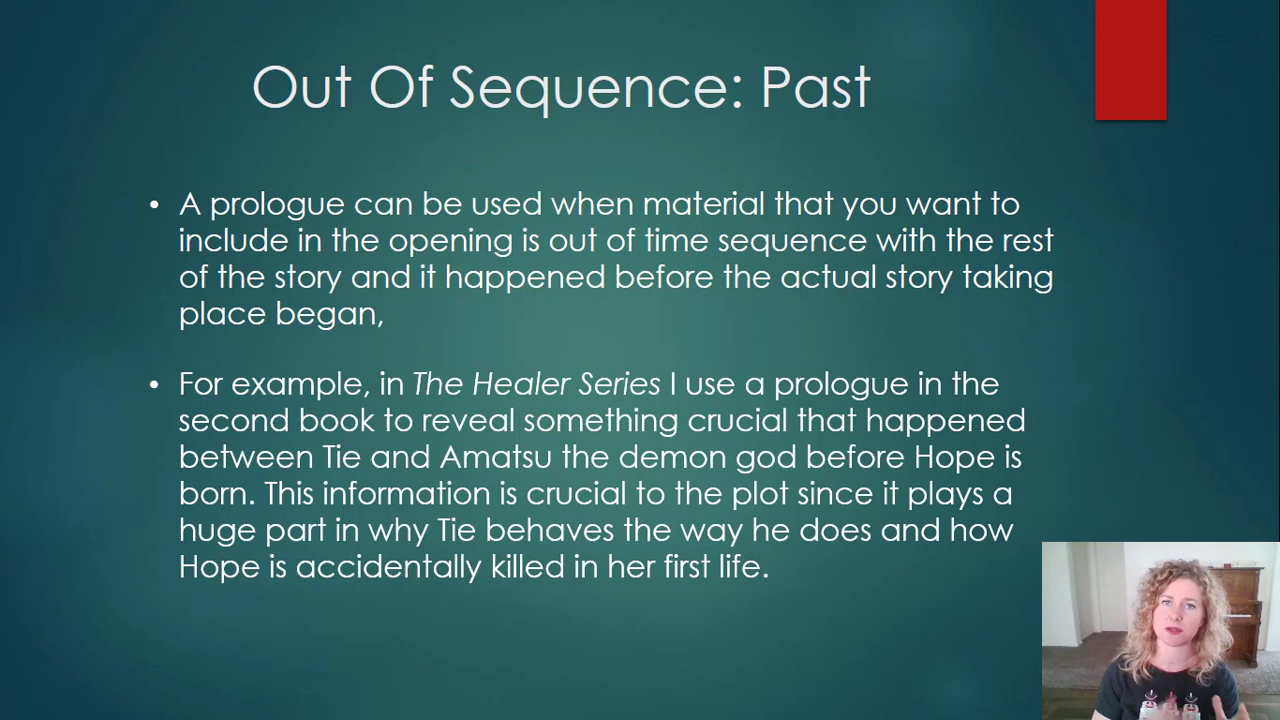 Out Of Sequence: Past
• A prologue can be used when material that you want to
include in the opening is out of time sequence with the rest
of the story and it happened before the actual story taking
place began,
• For example, in The Healer Series I use a prologue in the
second book to reveal something crucial that happened
between Tie and Amatsu the demon god before Hope is
born. This information is crucial to the plot since it plays a
huge part in why Tie behaves the way he does and how
Hope is accidentally killed in her first life.